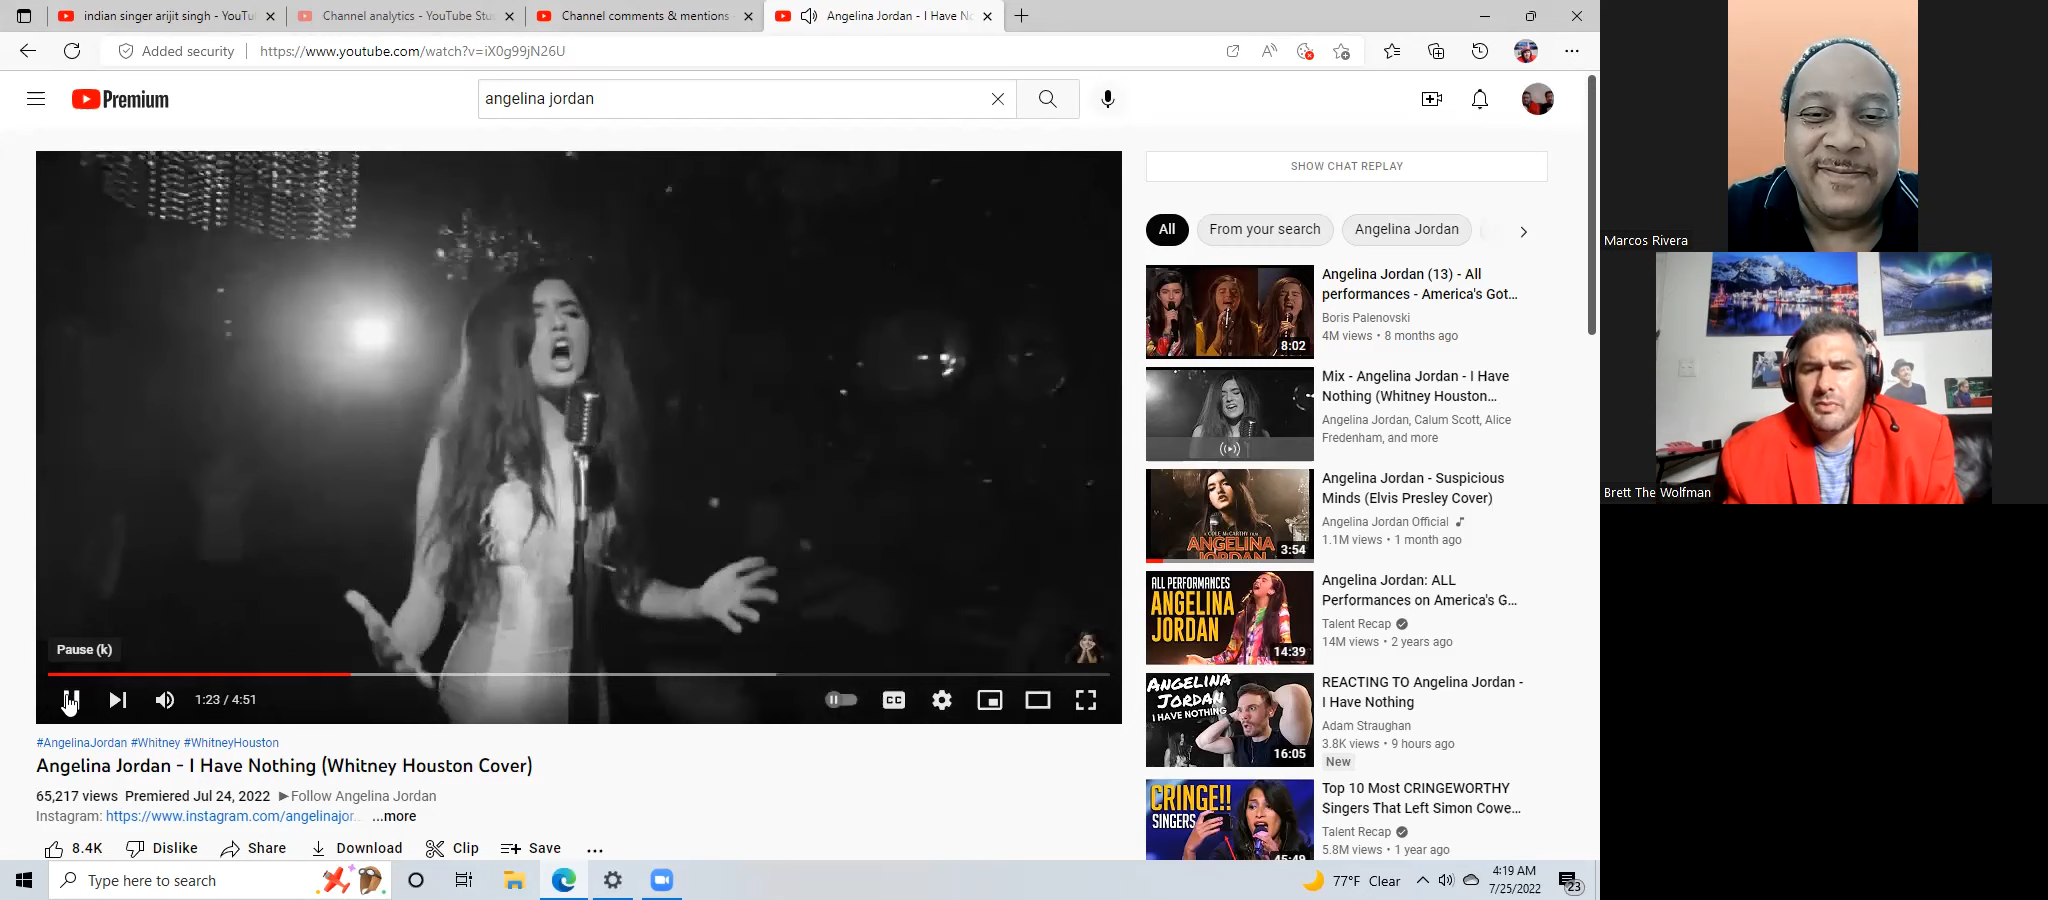 indian singer arijit singh - YouTu
Channel analytics - YouTube Stu
Channel comments & mentions -
Angelina Jordan - I Have No
Added security
https://www.youtube.com/watch?v=iX0g99jN26U
Premium
angelina jordan
SHOW CHAT REPLAY
All
From your search
Angelina Jordan
Angelina Jordan (13) - All
performances - America's Got...
Boris Palenovski
4M views • 8 months ago
8:02
Mix - Angelina Jordan - I Have
Nothing (Whitney Houston...
Angelina Jordan, Calum Scott, Alice
Fredenham, and more
Angelina Jordan - Suspicious
Minds (Elvis Presley Cover)
Angelina Jordan Official
1.1M views • 1 month ago
A COLE McCARTHY FILM
ANGELINA
JORDAN
3:54
Angelina Jordan: ALL
Performances on America's G...
Talent Recap
14M views • 2 years ago
ALL PERFORMANCES
ANGELINA
JORDAN
14:39
REACTING TO Angelina Jordan -
I Have Nothing
Adam Straughan
3.8K views • 9 hours ago
New
ANGELINA
JORDAN
I HAVE NOTHING
16:05
Top 10 Most CRINGEWORTHY
Singers That Left Simon Cowe...
Talent Recap
5.8M views • 1 year ago
CRINGE!!
SINGERS
45:49
Pause (k)
1:23 / 4:51
CC
#AngelinaJordan #Whitney #WhitneyHouston
Angelina Jordan - I Have Nothing (Whitney Houston Cover)
65,217 views Premiered Jul 24, 2022 ►Follow Angelina Jordan
Instagram: https://www.instagram.com/angelinajor... ...more
8.4K
Dislike
Share
Download
Clip
Save
Type here to search
77°F Clear
4:19 AM
7/25/2022
23
Marcos Rivera
Brett The Wolfman